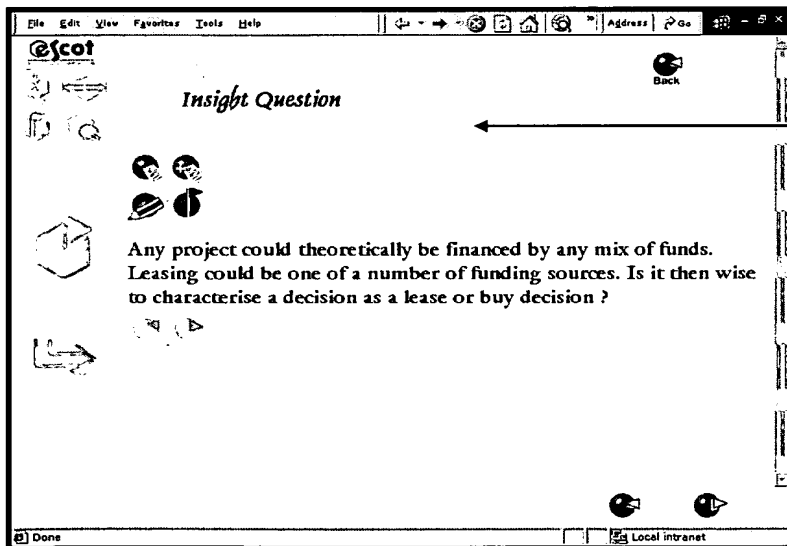 File Edit View Favorites Tools Help
Address Go
eScot
Back
Insight Question
Any project could theoretically be financed by any mix of funds.
Leasing could be one of a number of funding sources. Is it then wise
to characterise a decision as a lease or buy decision ?
Done
Local intranet